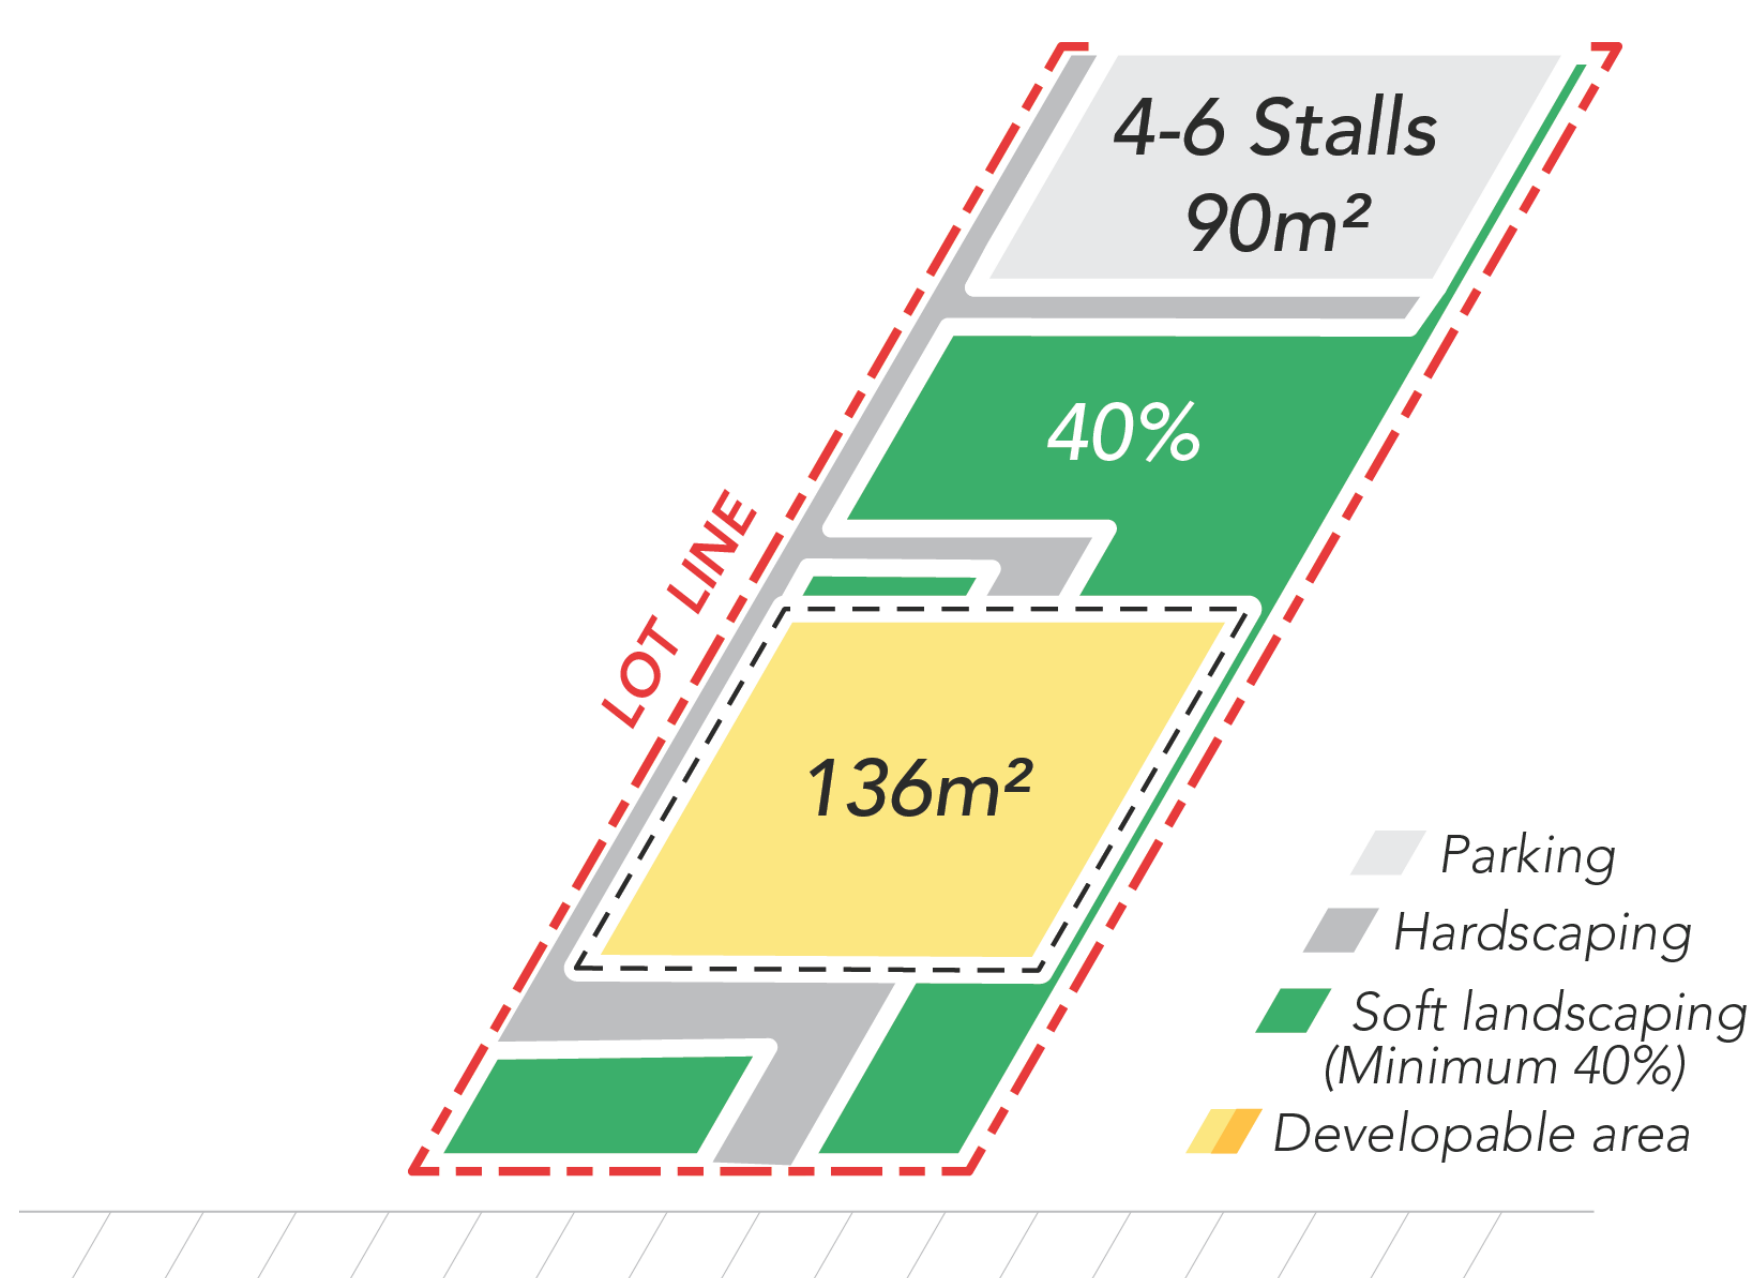 4-6 Stalls
90m²
40%
LOT LINE
136m²
Parking
Hardscaping
Soft landscaping
(Minimum 40%)
Developable area